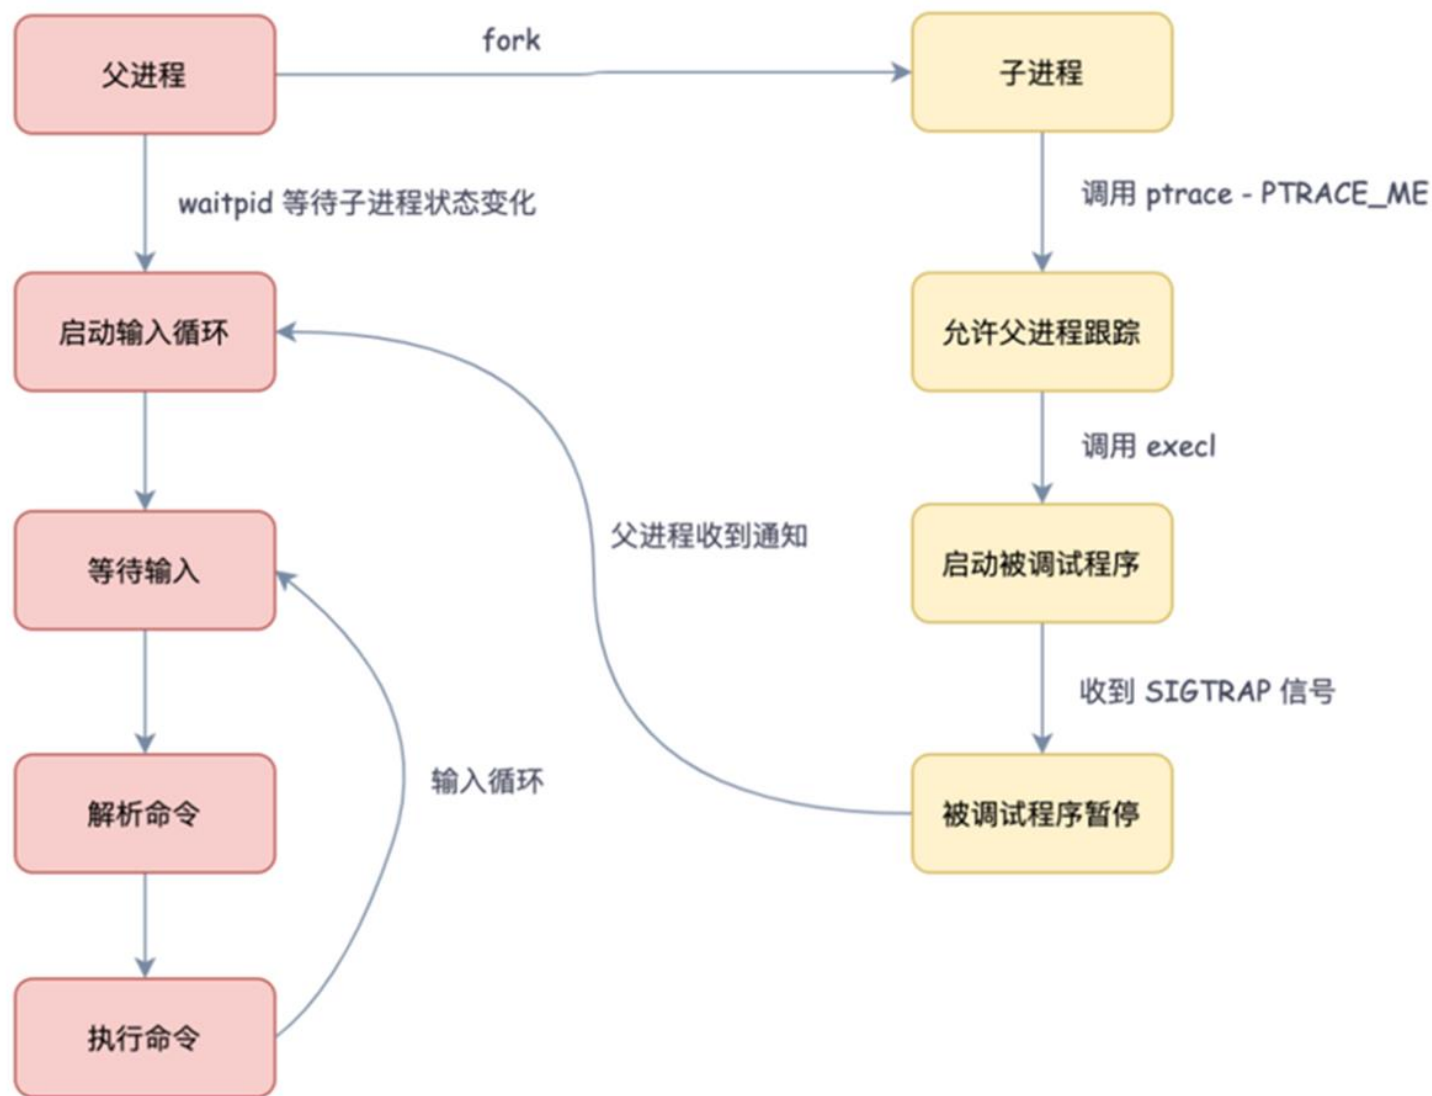 父进程
fork
子进程
waitpid 等待子进程状态变化
调用 ptrace - PTRACE_ME
启动输入循环
允许父进程跟踪
调用 execl
等待输入
父进程收到通知
启动被调试程序
收到 SIGTRAP 信号
解析命令
输入循环
被调试程序暂停
执行命令